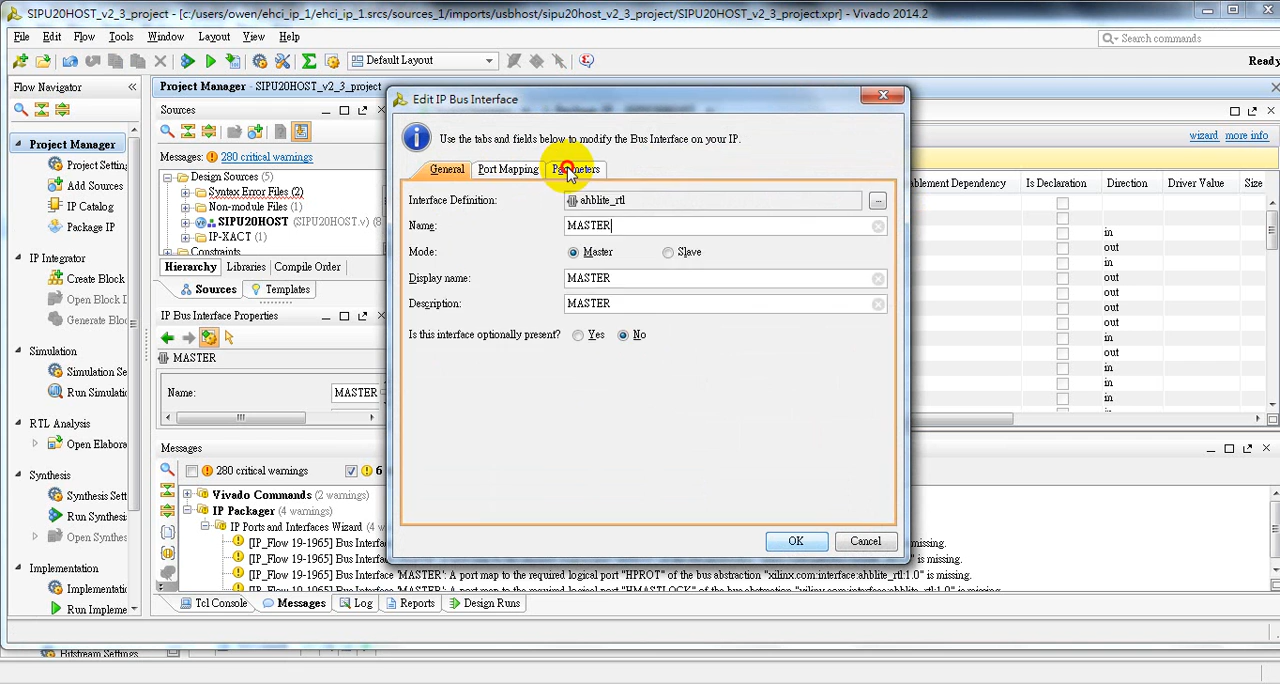 SIPU20HOST_v2_3_project - [c:/users/owen/ehci_ip_1/ehci_ip_1.srcs/sources_1/imports/usbhost/sipu20host_v2_3_project/SIPU20HOST_v2_3_project.xpr] - Vivado 2014.2
File Edit Flow Tools Window Layout View Help
Search commands
Default Layout
Ready
Flow Navigator
Project Manager - SIPU20HOST_v2_3_project
Sources
Messages: 280 critical warnings
Design Sources (5)
Syntax Error Files (2)
Non-module Files (2)
SIPU20HOST (SIPU20HOST.v) (8
IP-XACT (1)
Constraints
Hierarchy Libraries Compile Order
Sources Templates
Project Manager
Project Settin
Add Sources
IP Catalog
Package IP
IP Integrator
Create Block
Open Block D
Generate Bloc
Simulation
Simulation Se
Run Simulati
RTL Analysis
Open Elabora
Synthesis
Synthesis Sett
Run Synthesi
Open Synthes
Implementation
Implementatio
Run Impleme
Bitstream Settings
IP Bus Interface Properties
MASTER
Name: MASTER
Edit IP Bus Interface
Use the tabs and fields below to modify the Bus Interface on your IP.
General Port Mapping Parameters
Interface Definition: ahblite_rtl
Name: MASTER
Mode: Master Slave
Display name: MASTER
Description: MASTER
Is this interface optionally present? Yes No
OK Cancel
wizard more info
ablement Dependency Is Declaration Direction Driver Value Size
in
out
in
out
out
out
out
in
out
in
in
in
Messages
280 critical warnings 6
Vivado Commands (2 warnings)
IP Packager (4 warnings)
IP Ports and Interfaces Wizard (4 w
[IP_Flow 19-1965] Bus Interf
missing.
[IP_Flow 19-1965] Bus Interf
is missing.
[IP_Flow 19-1965] Bus Interface 'MASTER': A port map to the required logical port "HPROT" of the bus abstraction "xilinx.com:interface:ahblite_rtl:1.0" is missing.
Tcl Console Messages Log Reports Design Runs